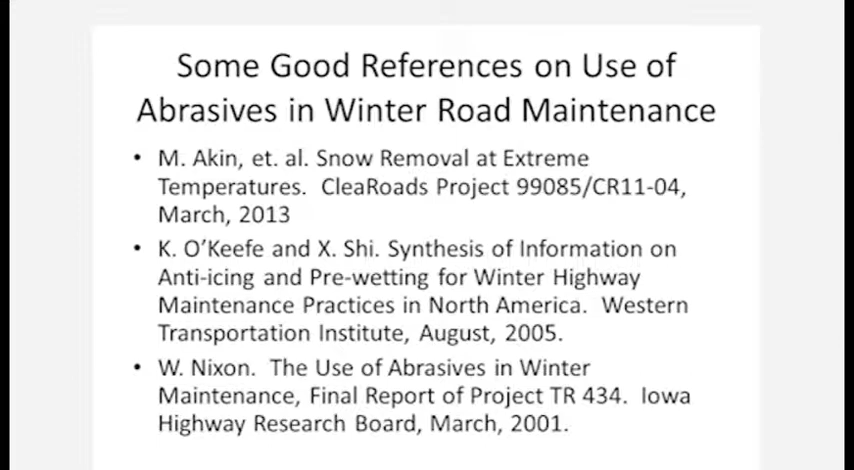 Some Good References on Use of
Abrasives in Winter Road Maintenance
• M. Akin, et. al. Snow Removal at Extreme
Temperatures. CleaRoads Project 99085/CR11-04,
March, 2013
• K. O'Keefe and X. Shi. Synthesis of Information on
Anti-icing and Pre-wetting for Winter Highway
Maintenance Practices in North America. Western
Transportation Institute, August, 2005.
• W. Nixon. The Use of Abrasives in Winter
Maintenance, Final Report of Project TR 434. Iowa
Highway Research Board, March, 2001.